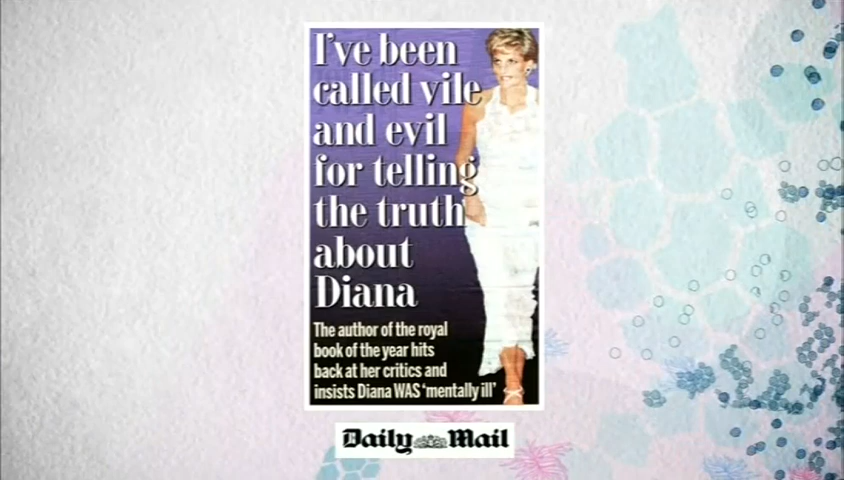 I've been
called vile
and evil
for telling
the truth
about
Diana
The author of the royal
book of the year hits
back at her critics and
insists Diana WAS 'mentally ill'
Daily Mail